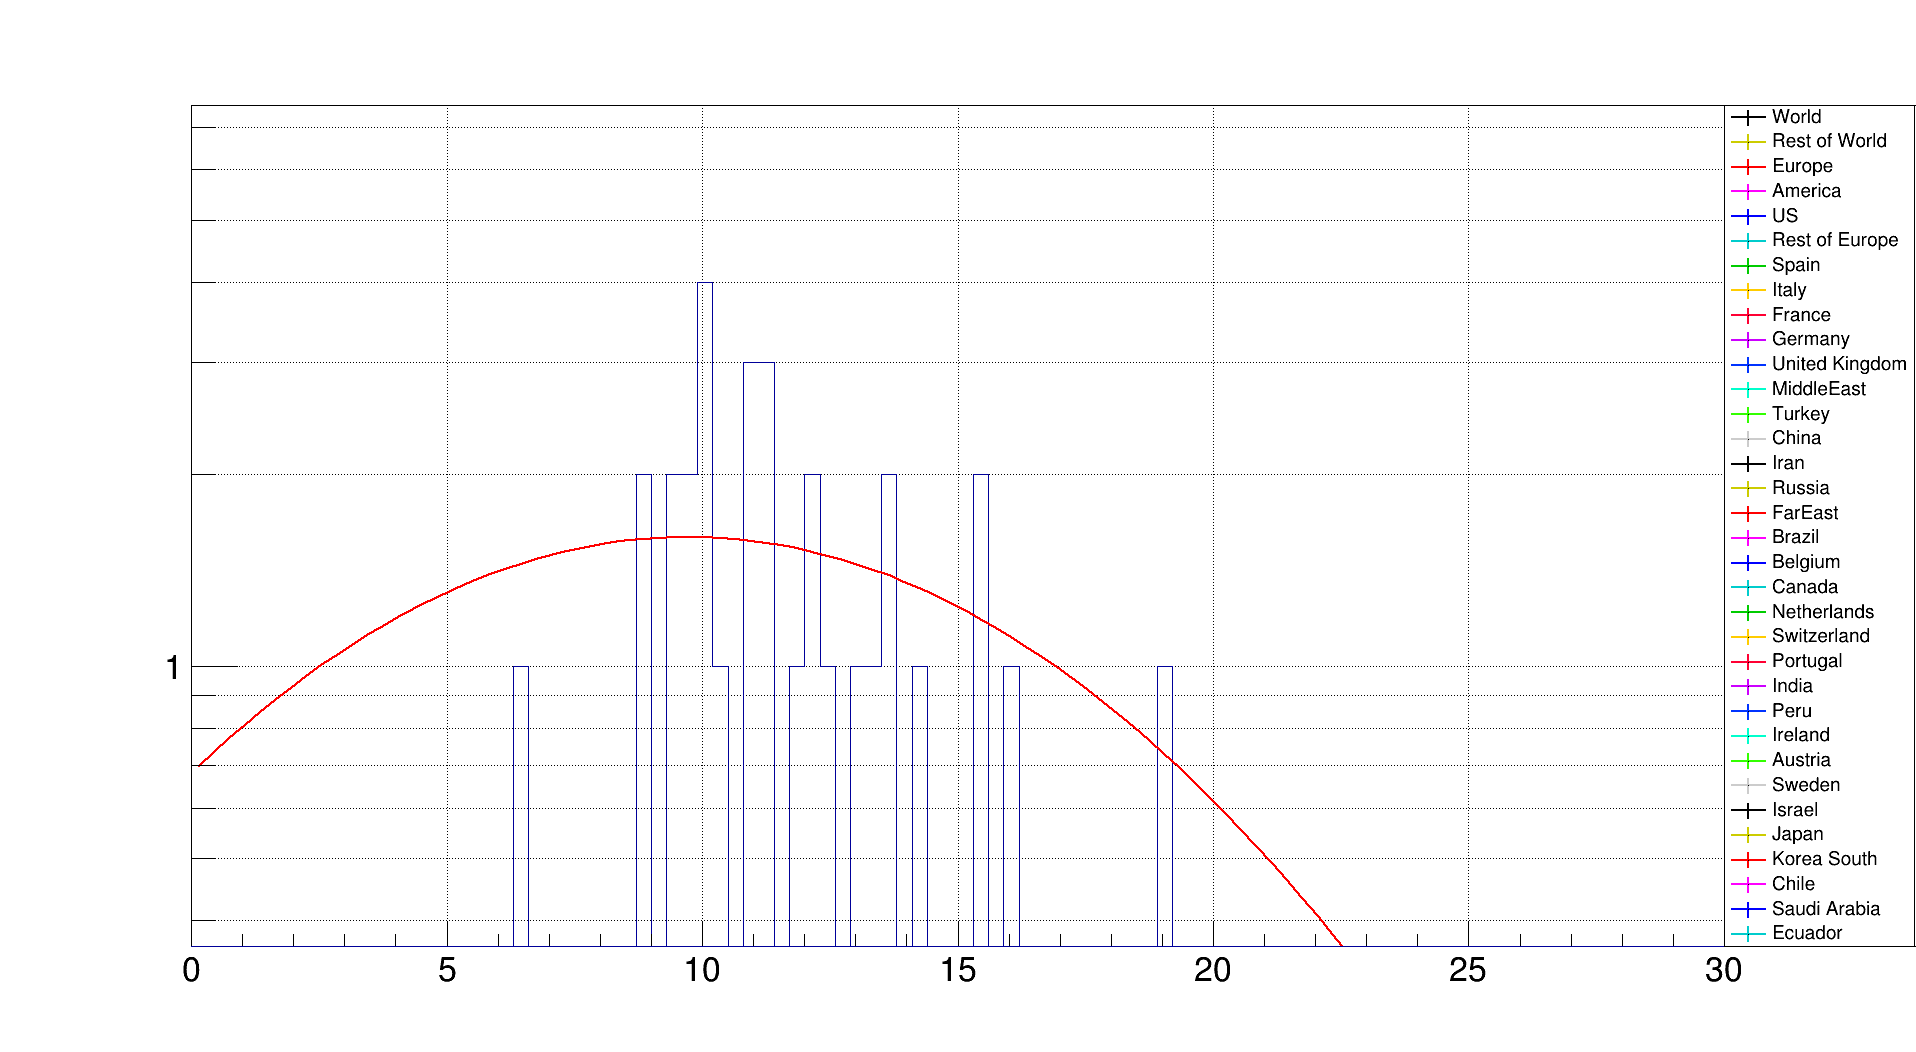 World
Rest of World
Europe
America
US
Rest of Europe
Spain
Italy
France
Germany
United Kingdom
MiddleEast
Turkey
China
Iran
Russia
FarEast
Brazil
Belgium
Canada
Netherlands
Switzerland
Portugal
India
Peru
Ireland
Austria
Sweden
Israel
Japan
Korea South
Chile
Saudi Arabia
Ecuador
1
0 5 10 15 20 25 30